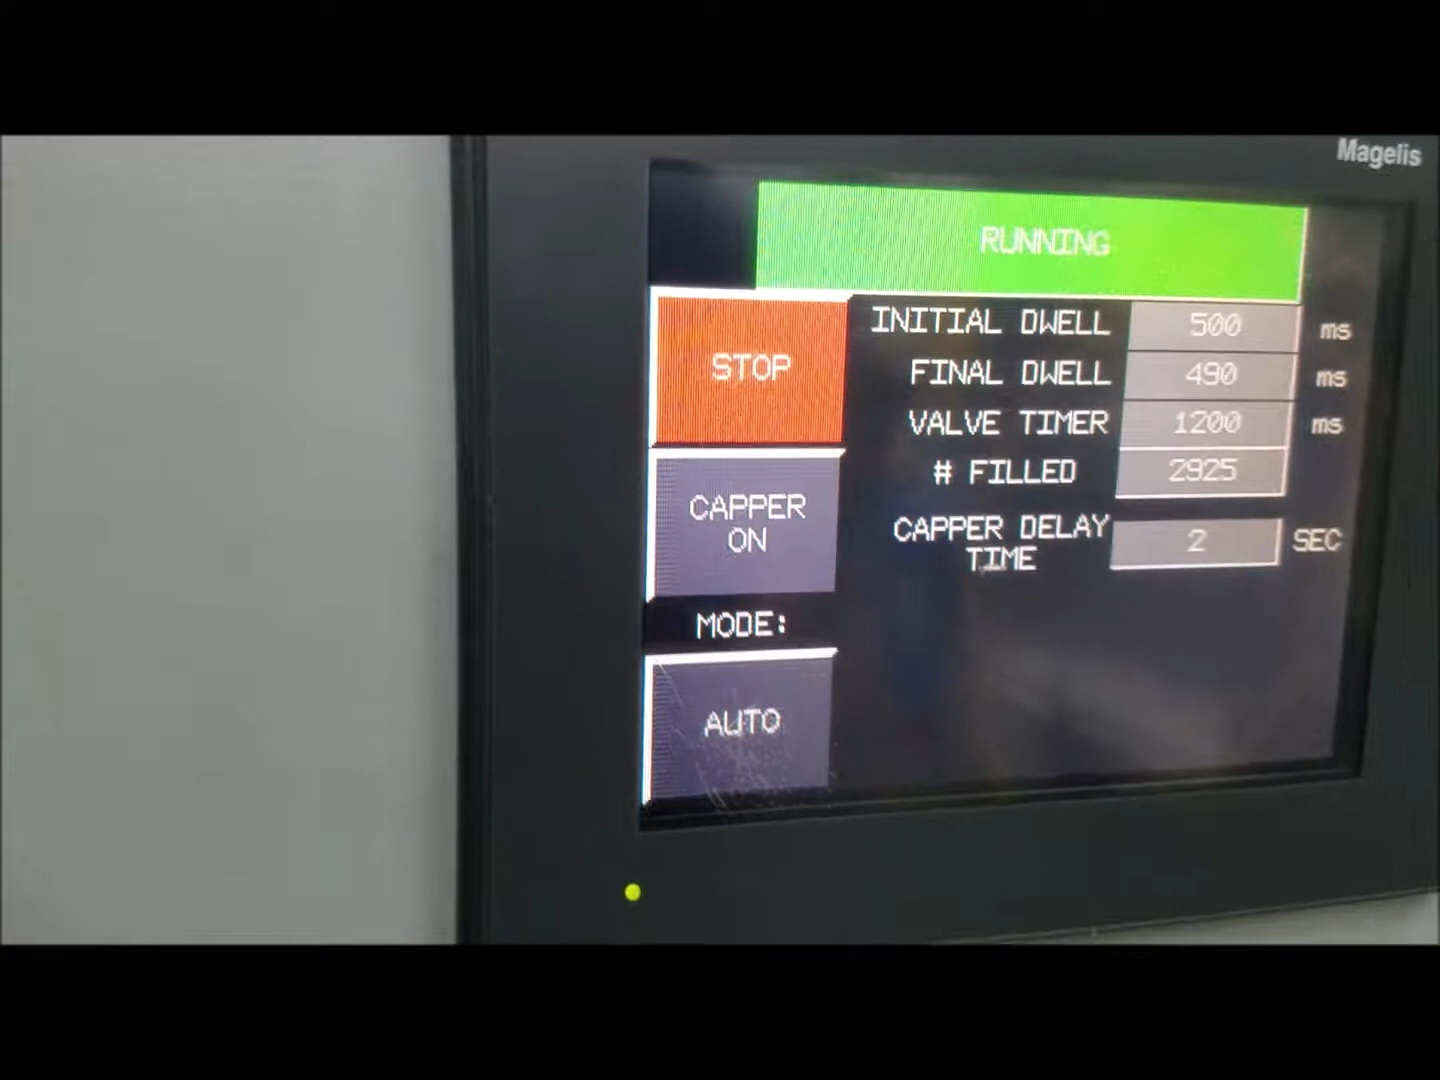 Magelis
RUNNING
STOP
INITIAL DWELL 500 ms
FINAL DWELL 490 ms
VALVE TIMER 1200 ms
# FILLED 2925
CAPPER ON
CAPPER DELAY TIME 2 SEC
MODE:
AUTO